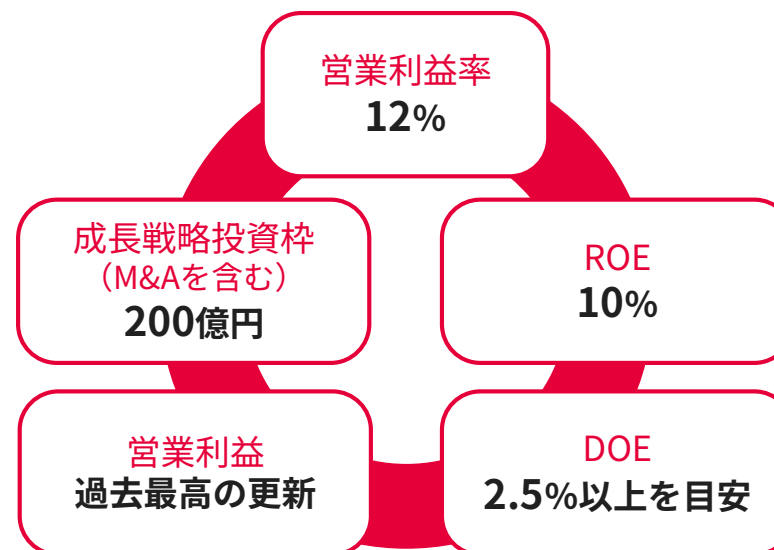 営業利益率
12%
成長戦略投資枠
（M&Aを含む）
200億円
ROE
10%
営業利益
過去最高の更新
DOE
2.5%以上を目安